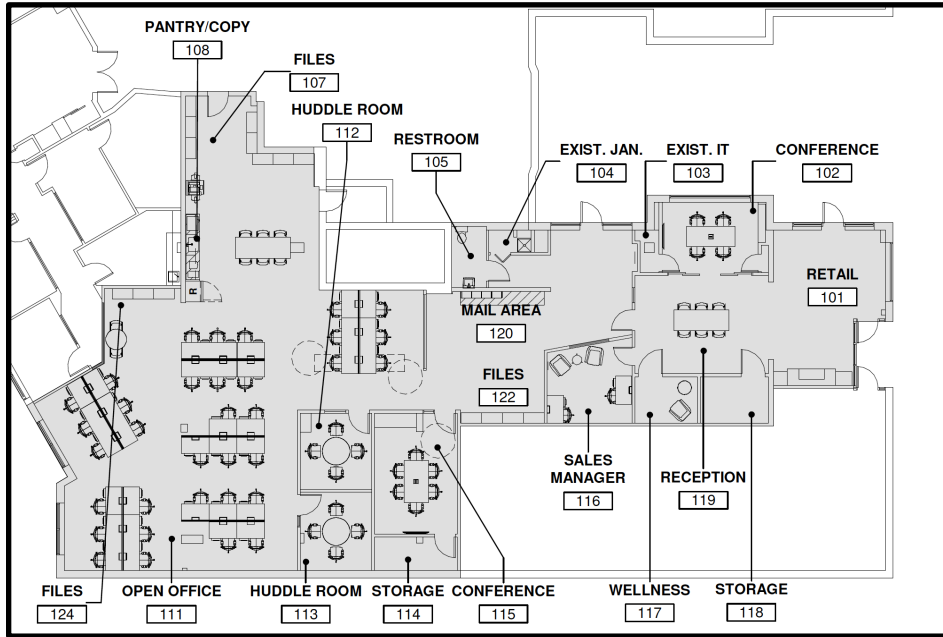 PANTRY/COPY
108
FILES
107
HUDDLE ROOM
112
RESTROOM
105
EXIST. JAN.
104
EXIST. IT
103
CONFERENCE
102
RETAIL
101
R
MAIL AREA
120
FILES
122
SALES
MANAGER
116
RECEPTION
119
FILES
124
OPEN OFFICE
111
HUDDLE ROOM
113
STORAGE
114
CONFERENCE
115
WELLNESS
117
STORAGE
118